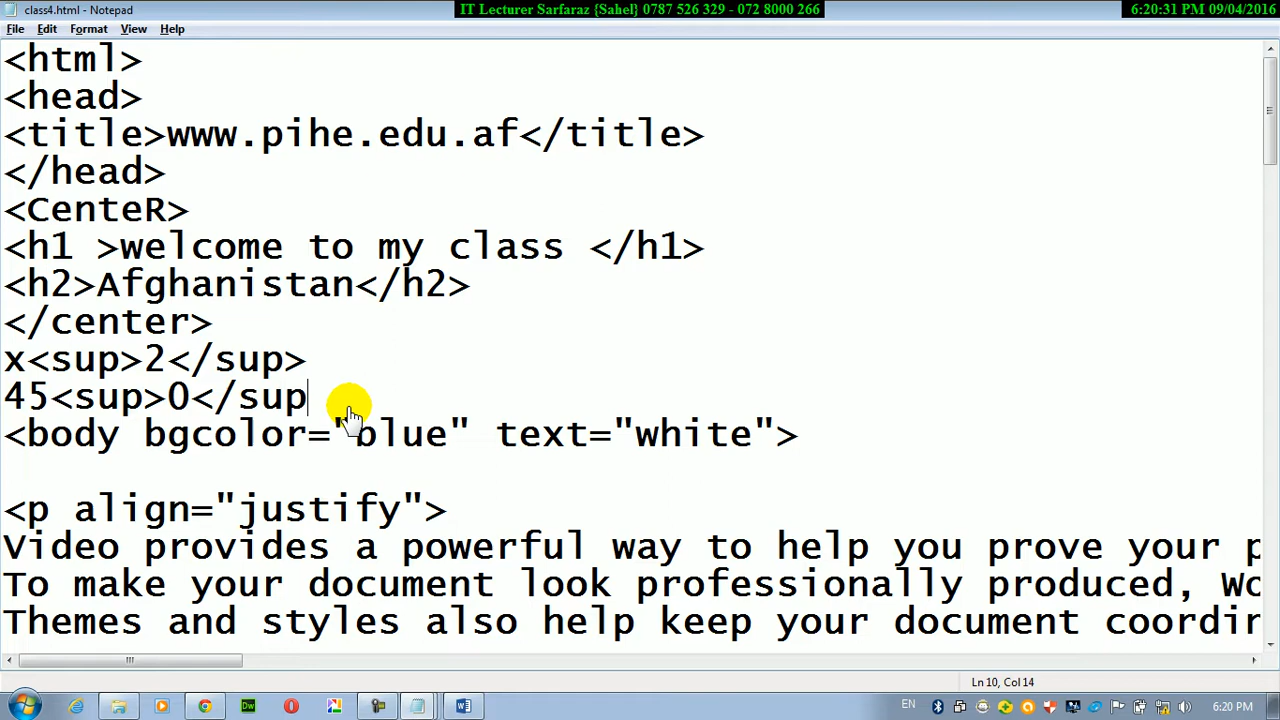 class4.html - Notepad
IT Lecturer Sarfaraz {Sahel} 0787 526 329 - 072 8000 266
6:20:31 PM 09/04/2016
File Edit Format View Help
<html>
<head>
<title>www.pihe.edu.af</title>
</head>
<CenteR>
<h1 >welcome to my class </h1>
<h2>Afghanistan</h2>
</center>
x<sup>2</sup>
45<sup>0</sup
<body bgcolor="blue" text="white">
<p align="justify">
Video provides a powerful way to help you prove your p
To make your document look professionally produced, Wo
Themes and styles also help keep your document coordin
Ln 10, Col 14
Dw
W
EN
6:20 PM